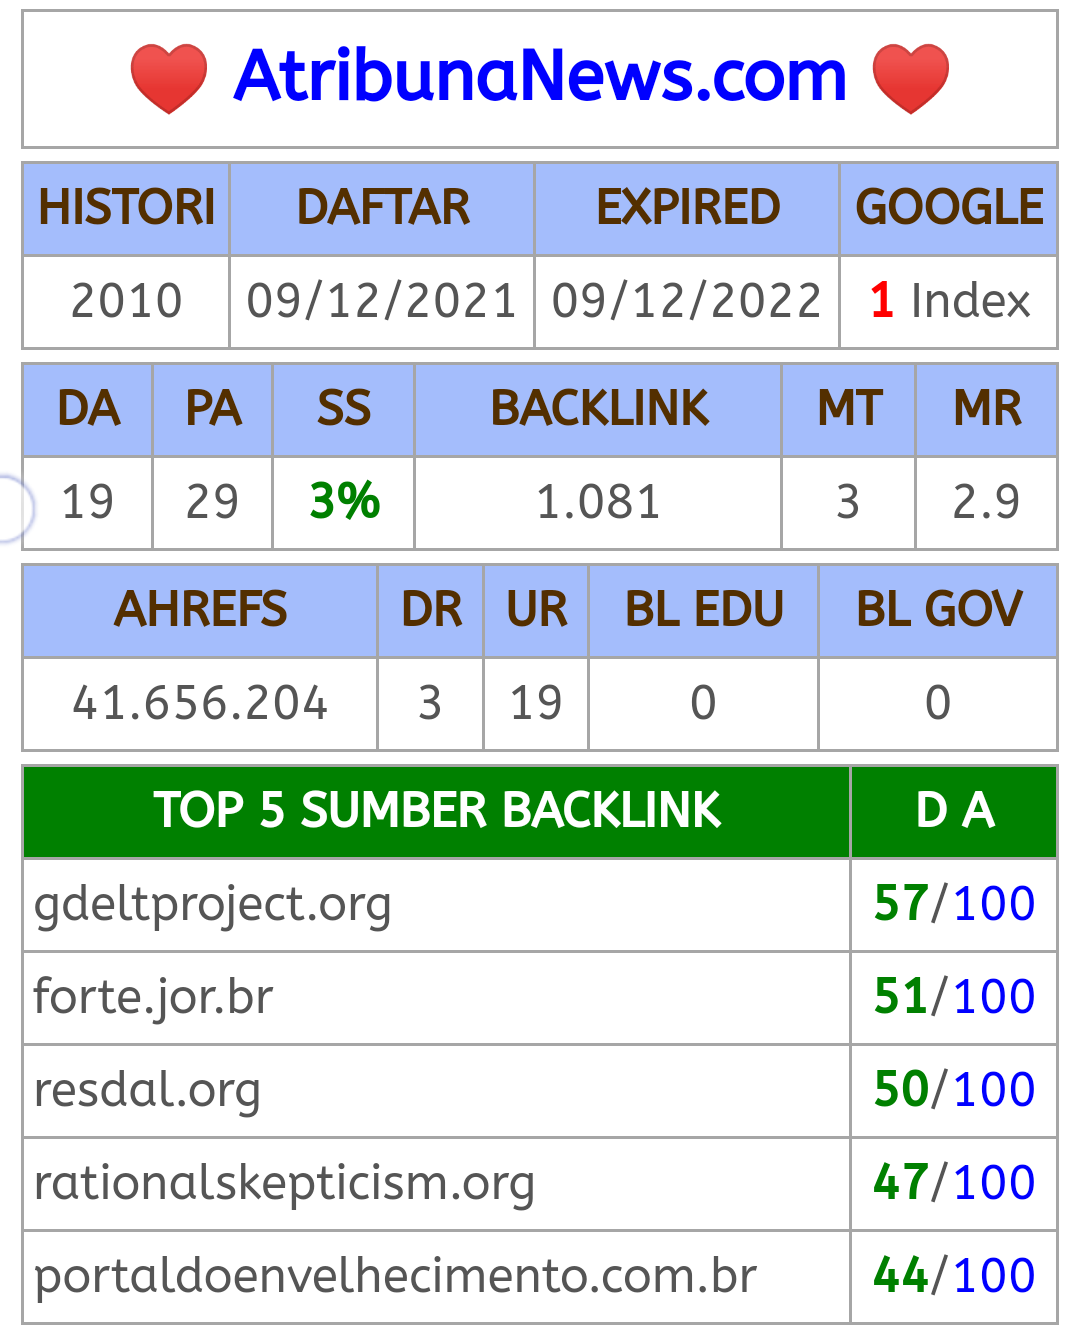 ❤️ AtribunaNews.com ❤️
HISTORI DAFTAR EXPIRED GOOGLE
2010 09/12/2021 09/12/2022 1 Index
DA PA SS BACKLINK MT MR
19 29 3% 1.081 3 2.9
AHREFS DR UR BL EDU BL GOV
41.656.204 3 19 0 0
TOP 5 SUMBER BACKLINK D A
gdeltproject.org 57/100
forte.jor.br 51/100
resdal.org 50/100
rationalskepticism.org 47/100
portaldoenvelhecimento.com.br 44/100